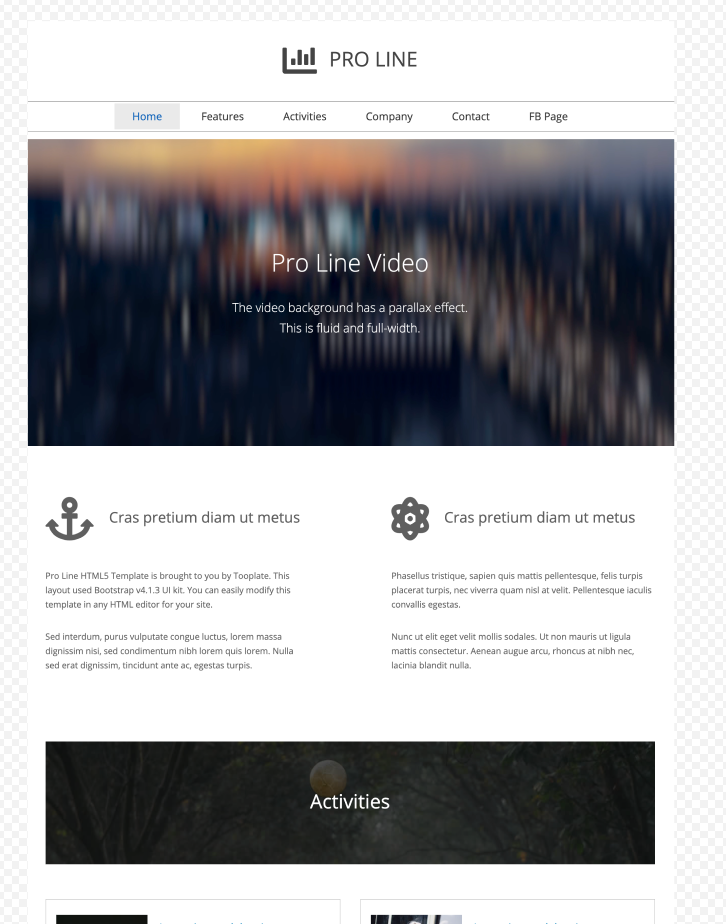 PRO LINE
Home Features Activities Company Contact FB Page
Pro Line Video
The video background has a parallax effect.
This is fluid and full-width.
Cras pretium diam ut metus
Pro Line HTML5 Template is brought to you by Tooplate. This
layout used Bootstrap v4.1.3 UI kit. You can easily modify this
template in any HTML editor for your site.
Sed interdum, purus vulputate congue luctus, lorem massa
dignissim nisi, sed condimentum nibh lorem quis lorem. Nulla
sed erat dignissim, tincidunt ante ac, egestas turpis.
Cras pretium diam ut metus
Phasellus tristique, sapien quis mattis pellentesque, felis turpis
placerat turpis, nec viverra quam nisl at velit. Pellentesque iaculis
convallis egestas.
Nunc ut elit eget velit mollis sodales. Ut non mauris ut ligula
mattis consectetur. Aenean augue arcu, rhoncus at nibh nec,
lacinia blandit nulla.
Activities